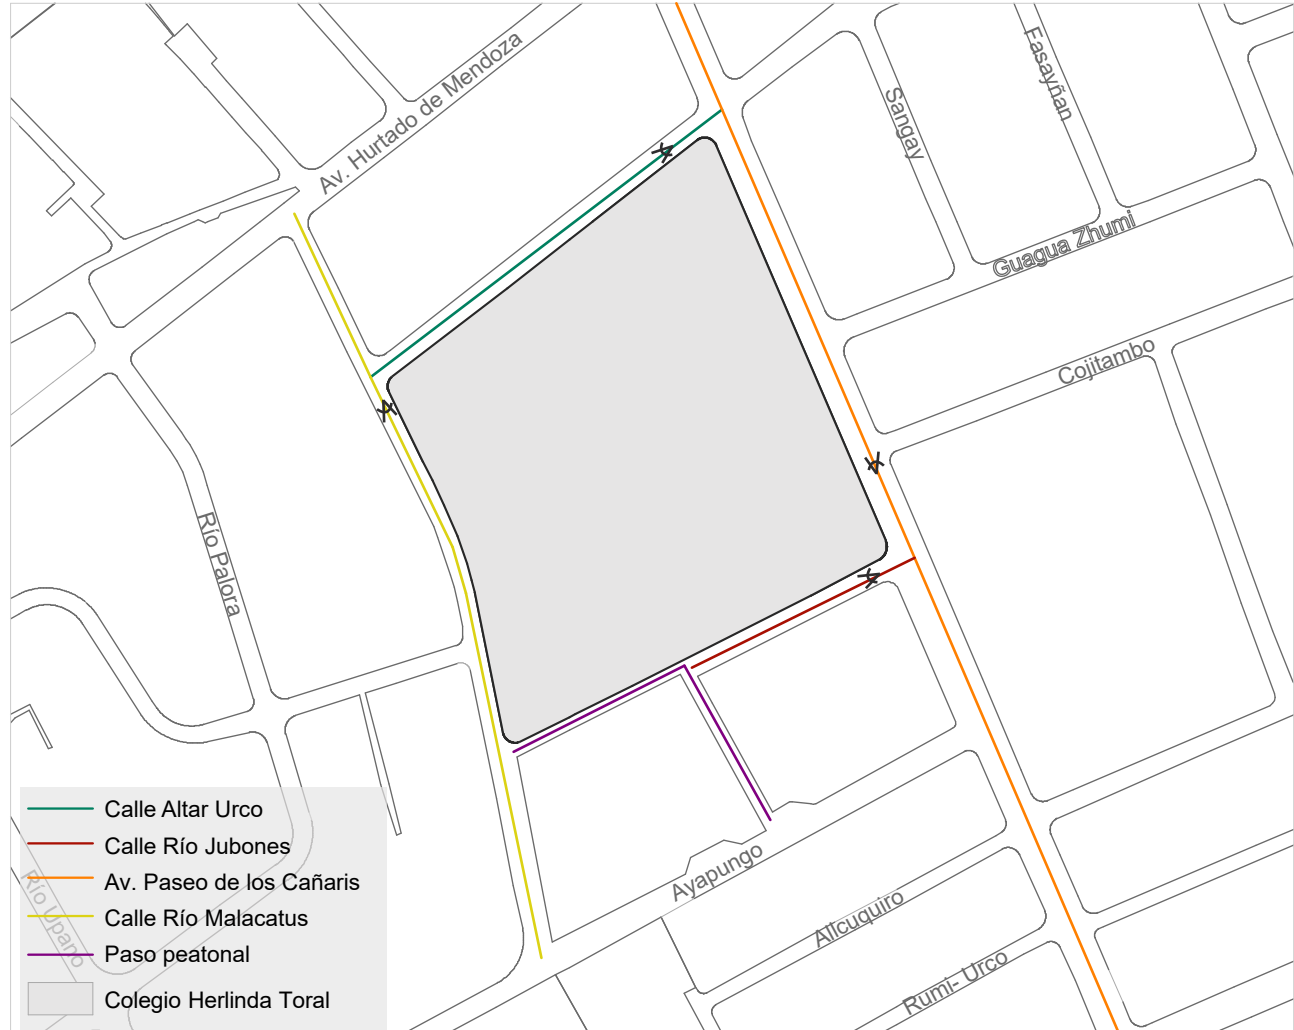 Av. Hurtado de Mendoza
Fasayñan
Sangay
Guagua Zhumi
Cojitambo
Río Palora
Calle Altar Urco
Calle Río Jubones
Av. Paseo de los Cañaris
Calle Río Malacatus
Paso peatonal
Colegio Herlinda Toral
Río Upano
Ayapungo
Allcuquiro
Rumi- Urco